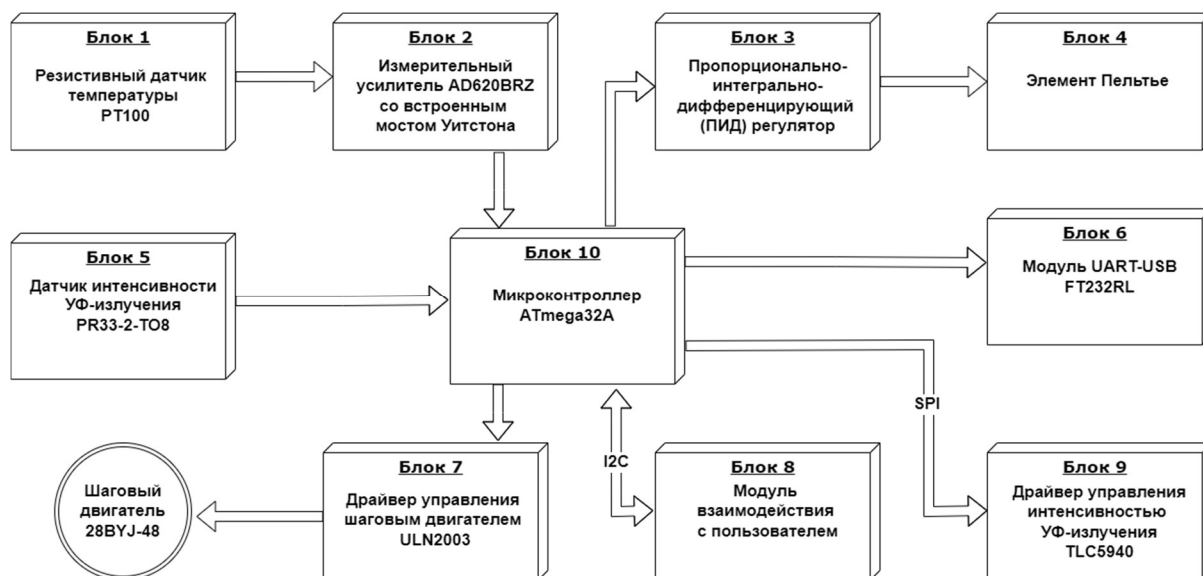 Блок 1
Резистивный датчик
температуры
PT100
Блок 2
Измерительный
усилитель AD620BRZ
со встроенным
мостом Уитстона
Блок 3
Пропорционально-
интегрально-
дифференцирующий
(ПИД) регулятор
Блок 4
Элемент Пельтье
Блок 5
Датчик интенсивности
УФ-излучения
PR33-2-TO8
Блок 10
Микроконтроллер
ATmega32A
Блок 6
Модуль UART-USB
FT232RL
SPI
I2C
Шаговый
двигатель
28BYJ-48
Блок 7
Драйвер управления
шаговым двигателем
ULN2003
Блок 8
Модуль
взаимодействия
с пользователем
Блок 9
Драйвер управления
интенсивностью
УФ-излучения
TLC5940